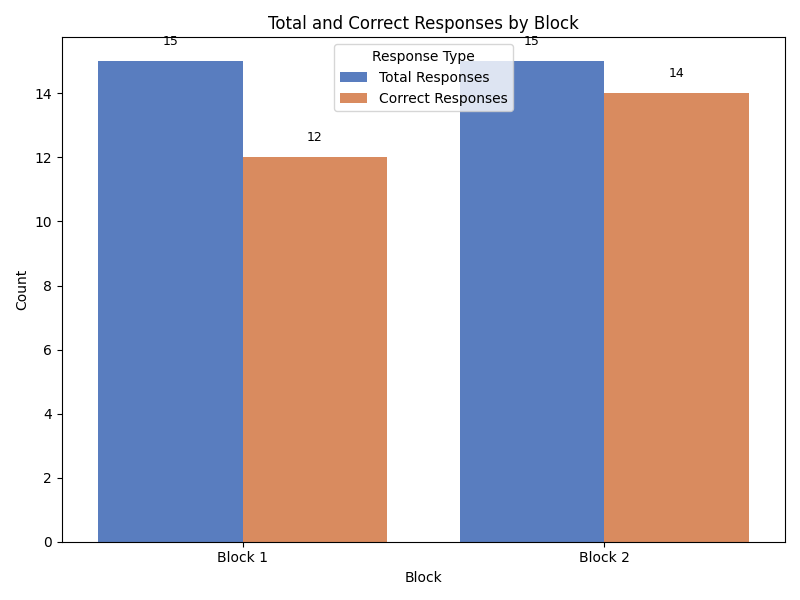 Total and Correct Responses by Block
15
15
Response Type
Total Responses
Correct Responses
14
12
14
12
10
8
6
4
2
0
Count
Block 1
Block 2
Block